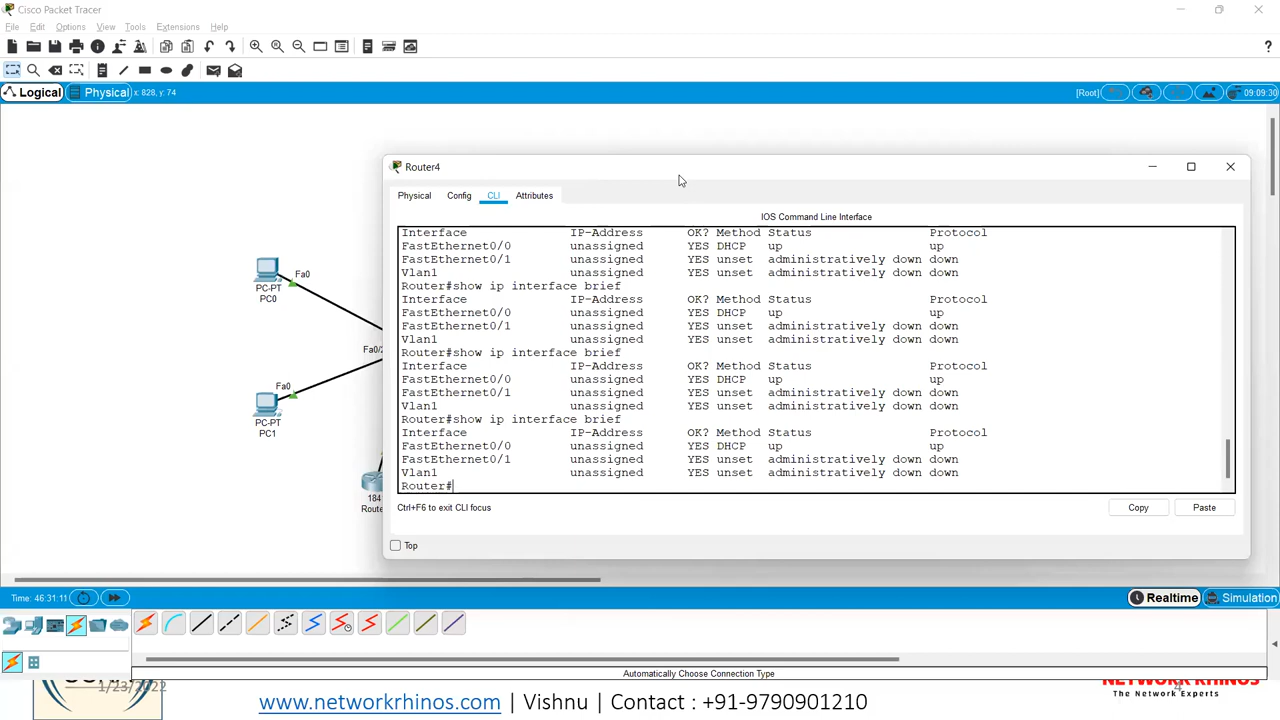 Cisco Packet Tracer
File Edit Options View Tools Extensions Help
?
Logical Physical x: 828, y: 74 [Root] 09:09:30
Router4
Physical Config CLI Attributes
IOS Command Line Interface
Interface IP-Address OK? Method Status Protocol
FastEthernet0/0 unassigned YES DHCP up up
FastEthernet0/1 unassigned YES unset administratively down down
Vlan1 unassigned YES unset administratively down down
Router#show ip interface brief
Interface IP-Address OK? Method Status Protocol
FastEthernet0/0 unassigned YES DHCP up up
FastEthernet0/1 unassigned YES unset administratively down down
Vlan1 unassigned YES unset administratively down down
Router#show ip interface brief
Interface IP-Address OK? Method Status Protocol
FastEthernet0/0 unassigned YES DHCP up up
FastEthernet0/1 unassigned YES unset administratively down down
Vlan1 unassigned YES unset administratively down down
Router#show ip interface brief
Interface IP-Address OK? Method Status Protocol
FastEthernet0/0 unassigned YES DHCP up up
FastEthernet0/1 unassigned YES unset administratively down down
Vlan1 unassigned YES unset administratively down down
Router#
Ctrl+F6 to exit CLI focus
Copy Paste
Top
Fa0
PC-PT
PC0
Fa0/2
Fa0
PC-PT
PC1
184
Route
Time: 46:31:11 Realtime Simulation
Automatically Choose Connection Type
1/23/2022
www.networkrhinos.com | Vishnu | Contact : +91-9790901210
4
NETWORK RHINOS
The Network Experts